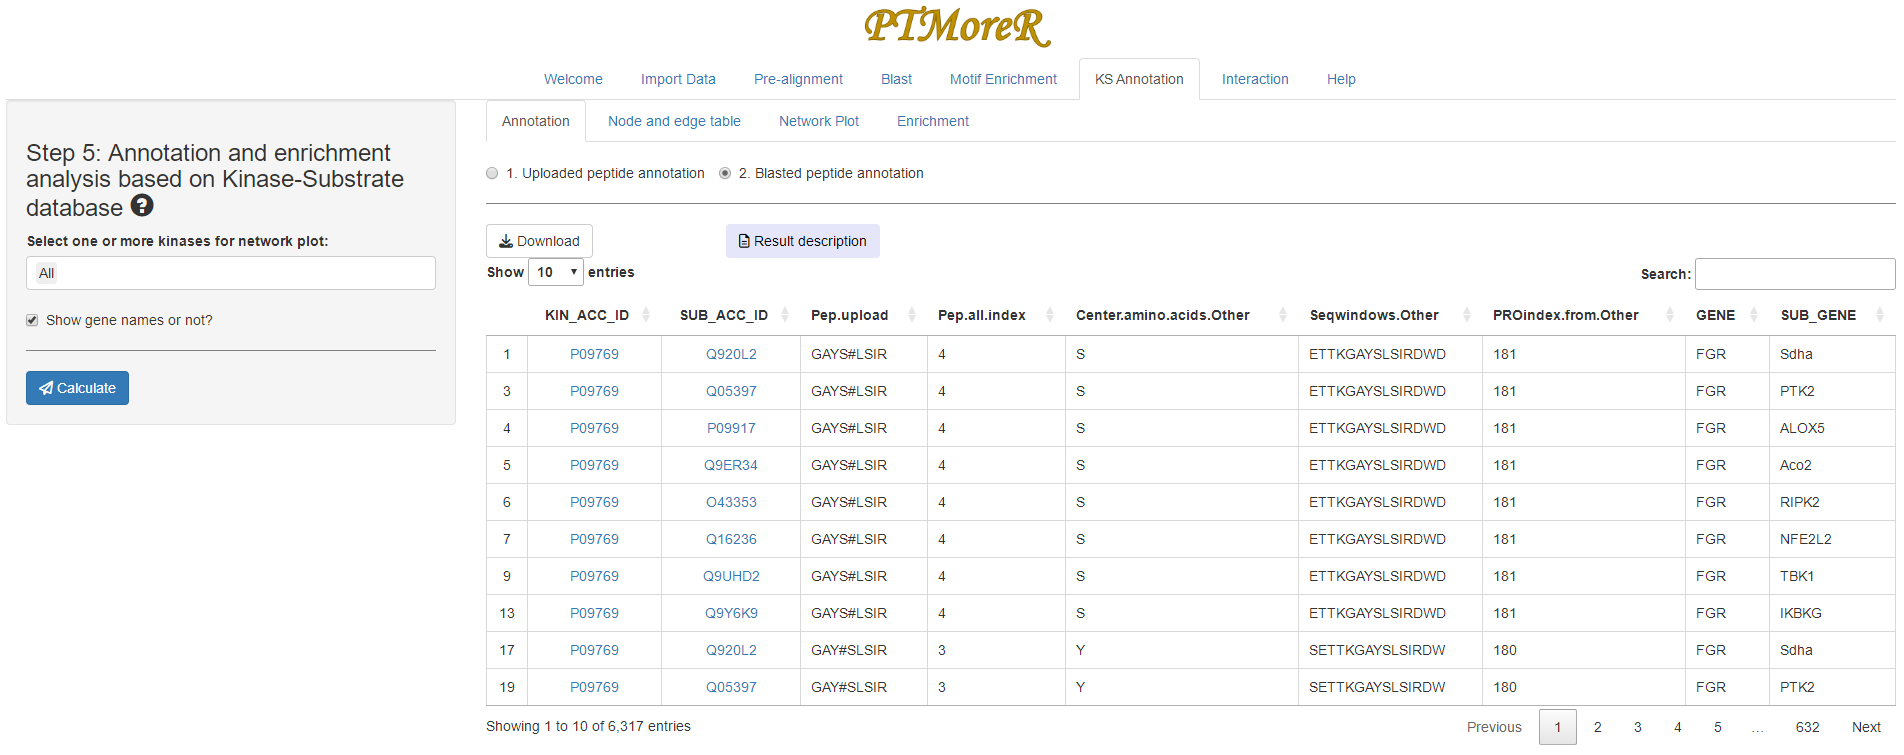 PTMoreR
Welcome Import Data Pre-alignment Blast Motif Enrichment KS Annotation Interaction Help
Step 5: Annotation and enrichment
analysis based on Kinase-Substrate
database ?
Select one or more kinases for network plot:
All
Show gene names or not?
Calculate
Annotation Node and edge table Network Plot Enrichment
1. Uploaded peptide annotation 2. Blasted peptide annotation
Download Result description
Show 10 entries
Search:
KIN_ACC_ID SUB_ACC_ID Pep.upload Pep.all.index Center.amino.acids.Other Seqwindows.Other PROindex.from.Other GENE SUB_GENE
1 P09769 Q920L2 GAYS#LSIR 4 S ETTKGAYSLSIRDWD 181 FGR Sdha
3 P09769 Q05397 GAYS#LSIR 4 S ETTKGAYSLSIRDWD 181 FGR PTK2
4 P09769 P09917 GAYS#LSIR 4 S ETTKGAYSLSIRDWD 181 FGR ALOX5
5 P09769 Q9ER34 GAYS#LSIR 4 S ETTKGAYSLSIRDWD 181 FGR Aco2
6 P09769 O43353 GAYS#LSIR 4 S ETTKGAYSLSIRDWD 181 FGR RIPK2
7 P09769 Q16236 GAYS#LSIR 4 S ETTKGAYSLSIRDWD 181 FGR NFE2L2
9 P09769 Q9UHD2 GAYS#LSIR 4 S ETTKGAYSLSIRDWD 181 FGR TBK1
13 P09769 Q9Y6K9 GAYS#LSIR 4 S ETTKGAYSLSIRDWD 181 FGR IKBKG
17 P09769 Q920L2 GAY#SLSIR 3 Y SETTKGAYSLSIRDW 180 FGR Sdha
19 P09769 Q05397 GAY#SLSIR 3 Y SETTKGAYSLSIRDW 180 FGR PTK2
Showing 1 to 10 of 6,317 entries
Previous 1 2 3 4 5 … 632 Next